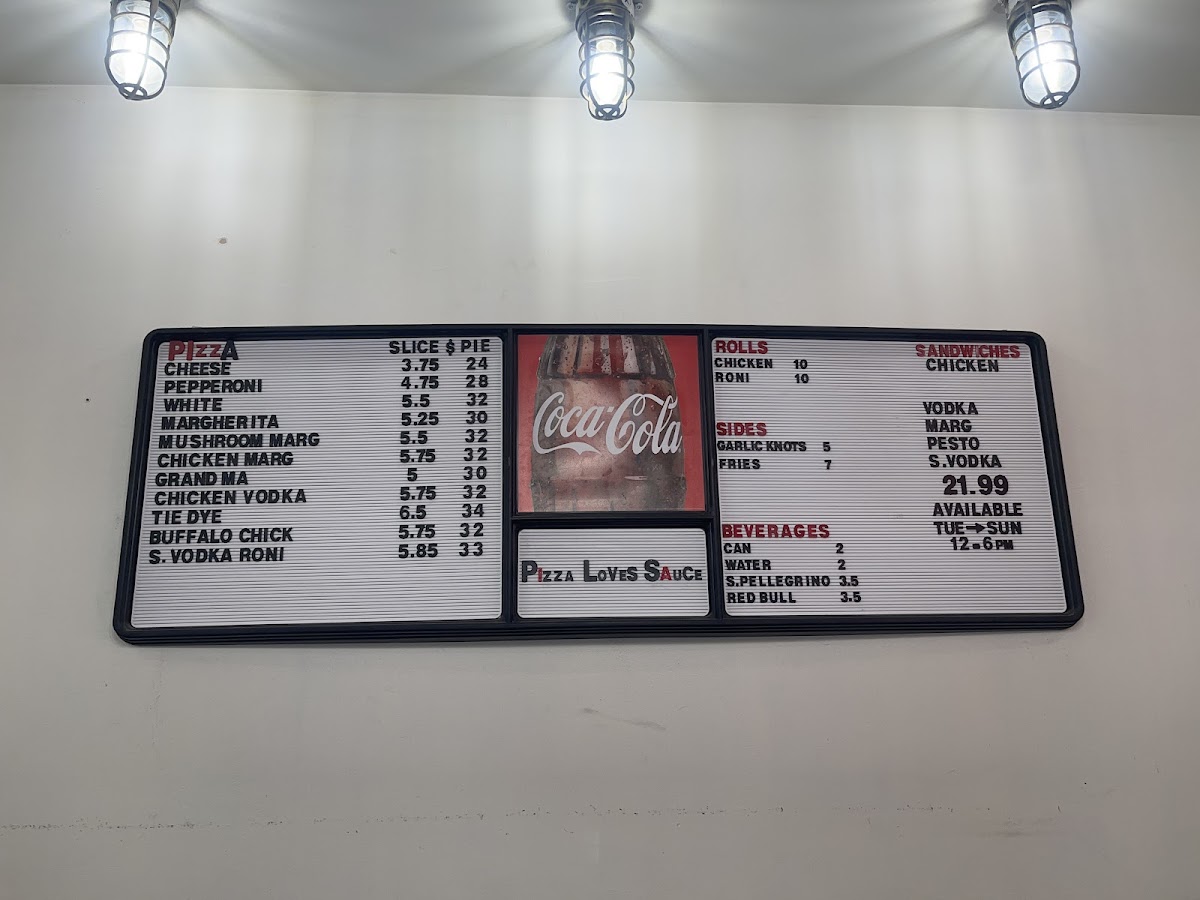 PIzzA SLICE $ PIE
CHEESE 3.75 24
PEPPERONI 4.75 28
WHITE 5.5 32
MARGHERITA 5.25 30
MUSHROOM MARG 5.5 32
CHICKEN MARG 5.75 32
GRANDMA 5 30
CHICKEN VODKA 5.75 32
TIE DYE 6.5 34
BUFFALO CHICK 5.75 32
S. VODKA RONI 5.85 33
Coca-Cola
PIZZA LOVES SAUCE
ROLLS
CHICKEN 10
RONI 10
SIDES
GARLIC KNOTS 5
FRIES 7
BEVERAGES
CAN 2
WATER 2
S.PELLEGRINO 3.5
RED BULL 3.5
SANDWICHES
CHICKEN
VODKA
MARG
PESTO
S.VODKA
21.99
AVAILABLE
TUE→SUN
12-6PM